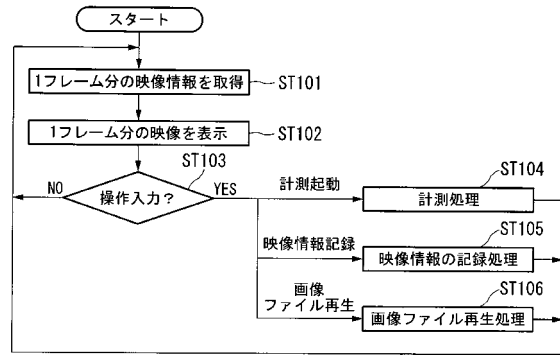 スタート
1フレーム分の映像情報を取得
ST101
1フレーム分の映像を表示
ST102
ST103
操作入力？
NO
YES
計測起動
ST104
計測処理
映像情報記録
ST105
映像情報の記録処理
画像
ファイル再生
ST106
画像ファイル再生処理